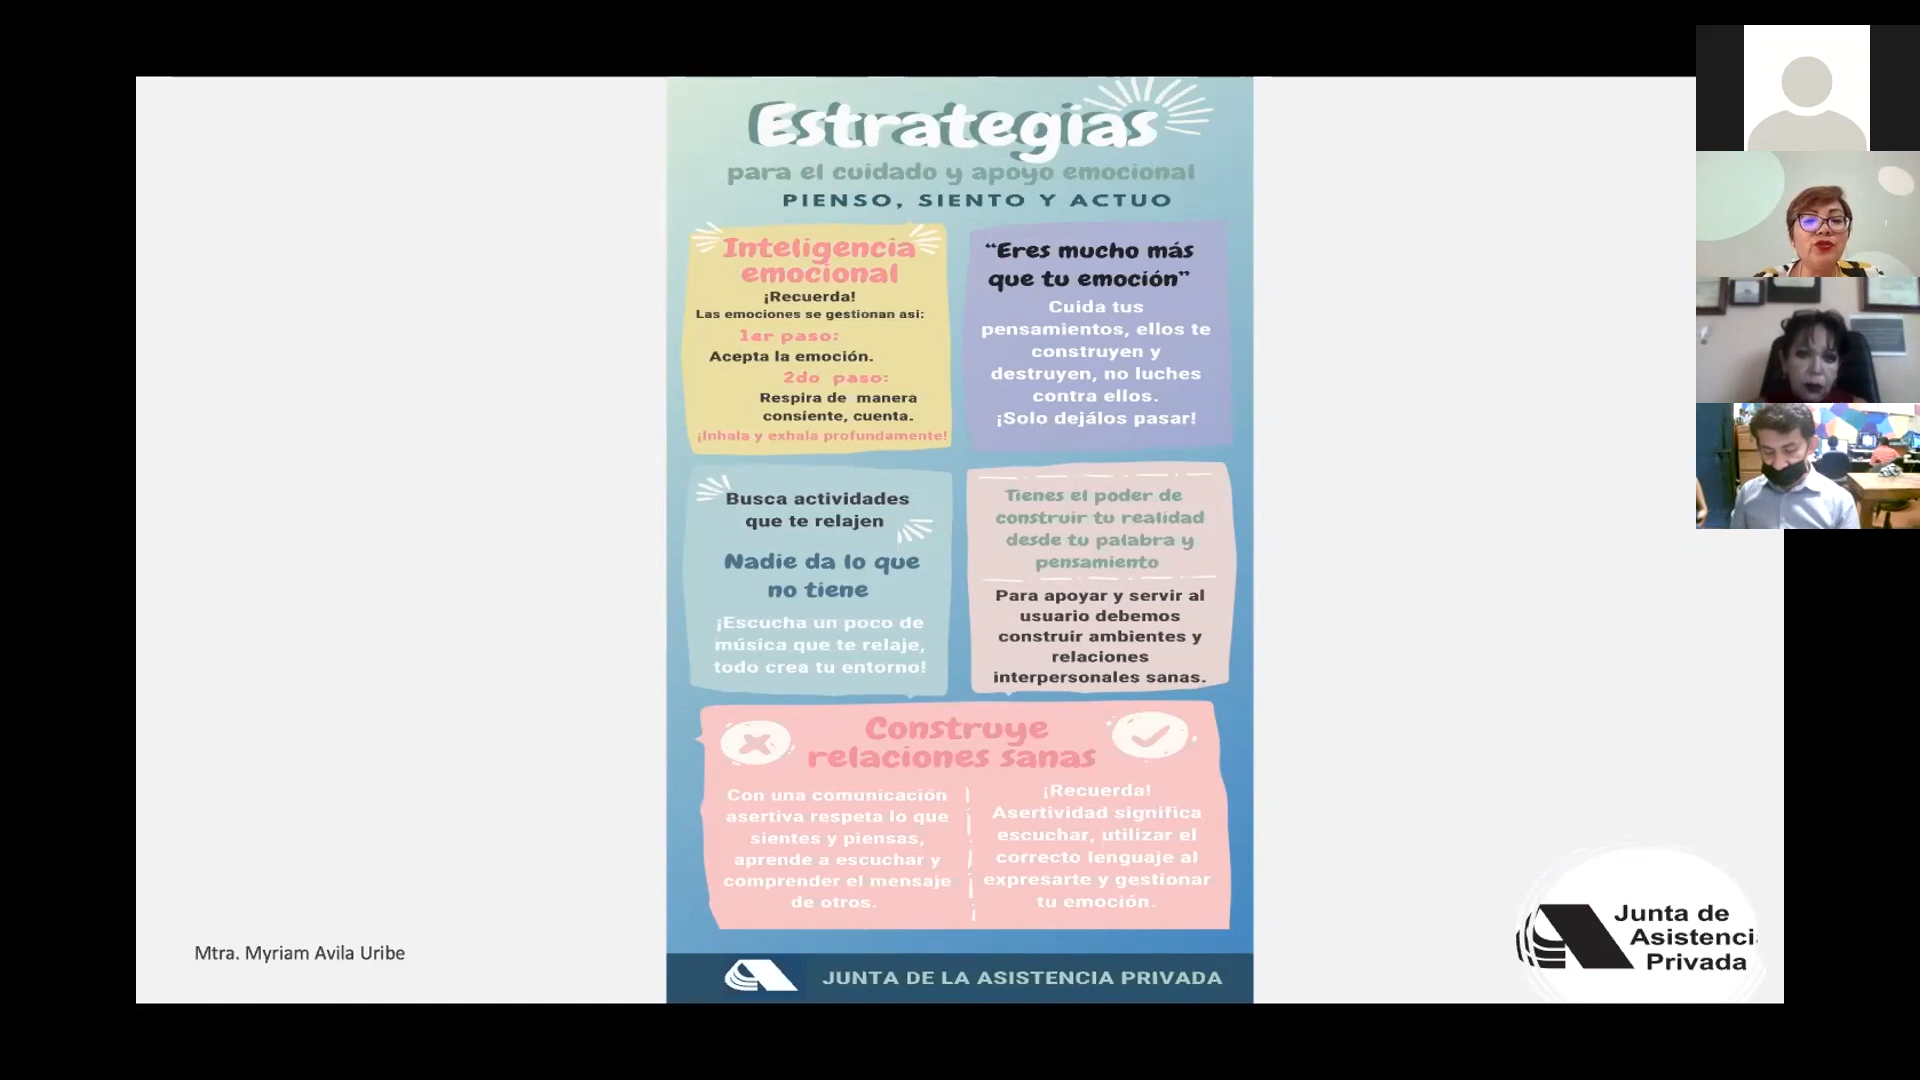 Estrategias
para el cuidado y apoyo emocional
PIENSO, SIENTO Y ACTUO
Inteligencia
emocional
¡Recuerda!
Las emociones se gestionan asi:
1er paso:
Acepta la emoción.
2do paso:
Respira de manera
consiente, cuenta.
¡Inhala y exhala profundamente!
“Eres mucho más
que tu emoción”
Cuida tus
pensamientos, ellos te
construyen y
destruyen, no luches
contra ellos.
¡Solo dejálos pasar!
Busca actividades
que te relajen
Nadie da lo que
no tiene
¡Escucha un poco de
música que te relaje,
todo crea tu entorno!
Tienes el poder de
construir tu realidad
desde tu palabra y
pensamiento
Para apoyar y servir al
usuario debemos
construir ambientes y
relaciones
interpersonales sanas.
Construye
relaciones sanas
Con una comunicación
asertiva respeta lo que
sientes y piensas,
aprende a escuchar y
comprender el mensaje
de otros.
¡Recuerda!
Asertividad significa
escuchar, utilizar el
correcto lenguaje al
expresarte y gestionar
tu emoción.
JUNTA DE LA ASISTENCIA PRIVADA
Mtra. Myriam Avila Uribe
Junta de
Asistenci
Privada